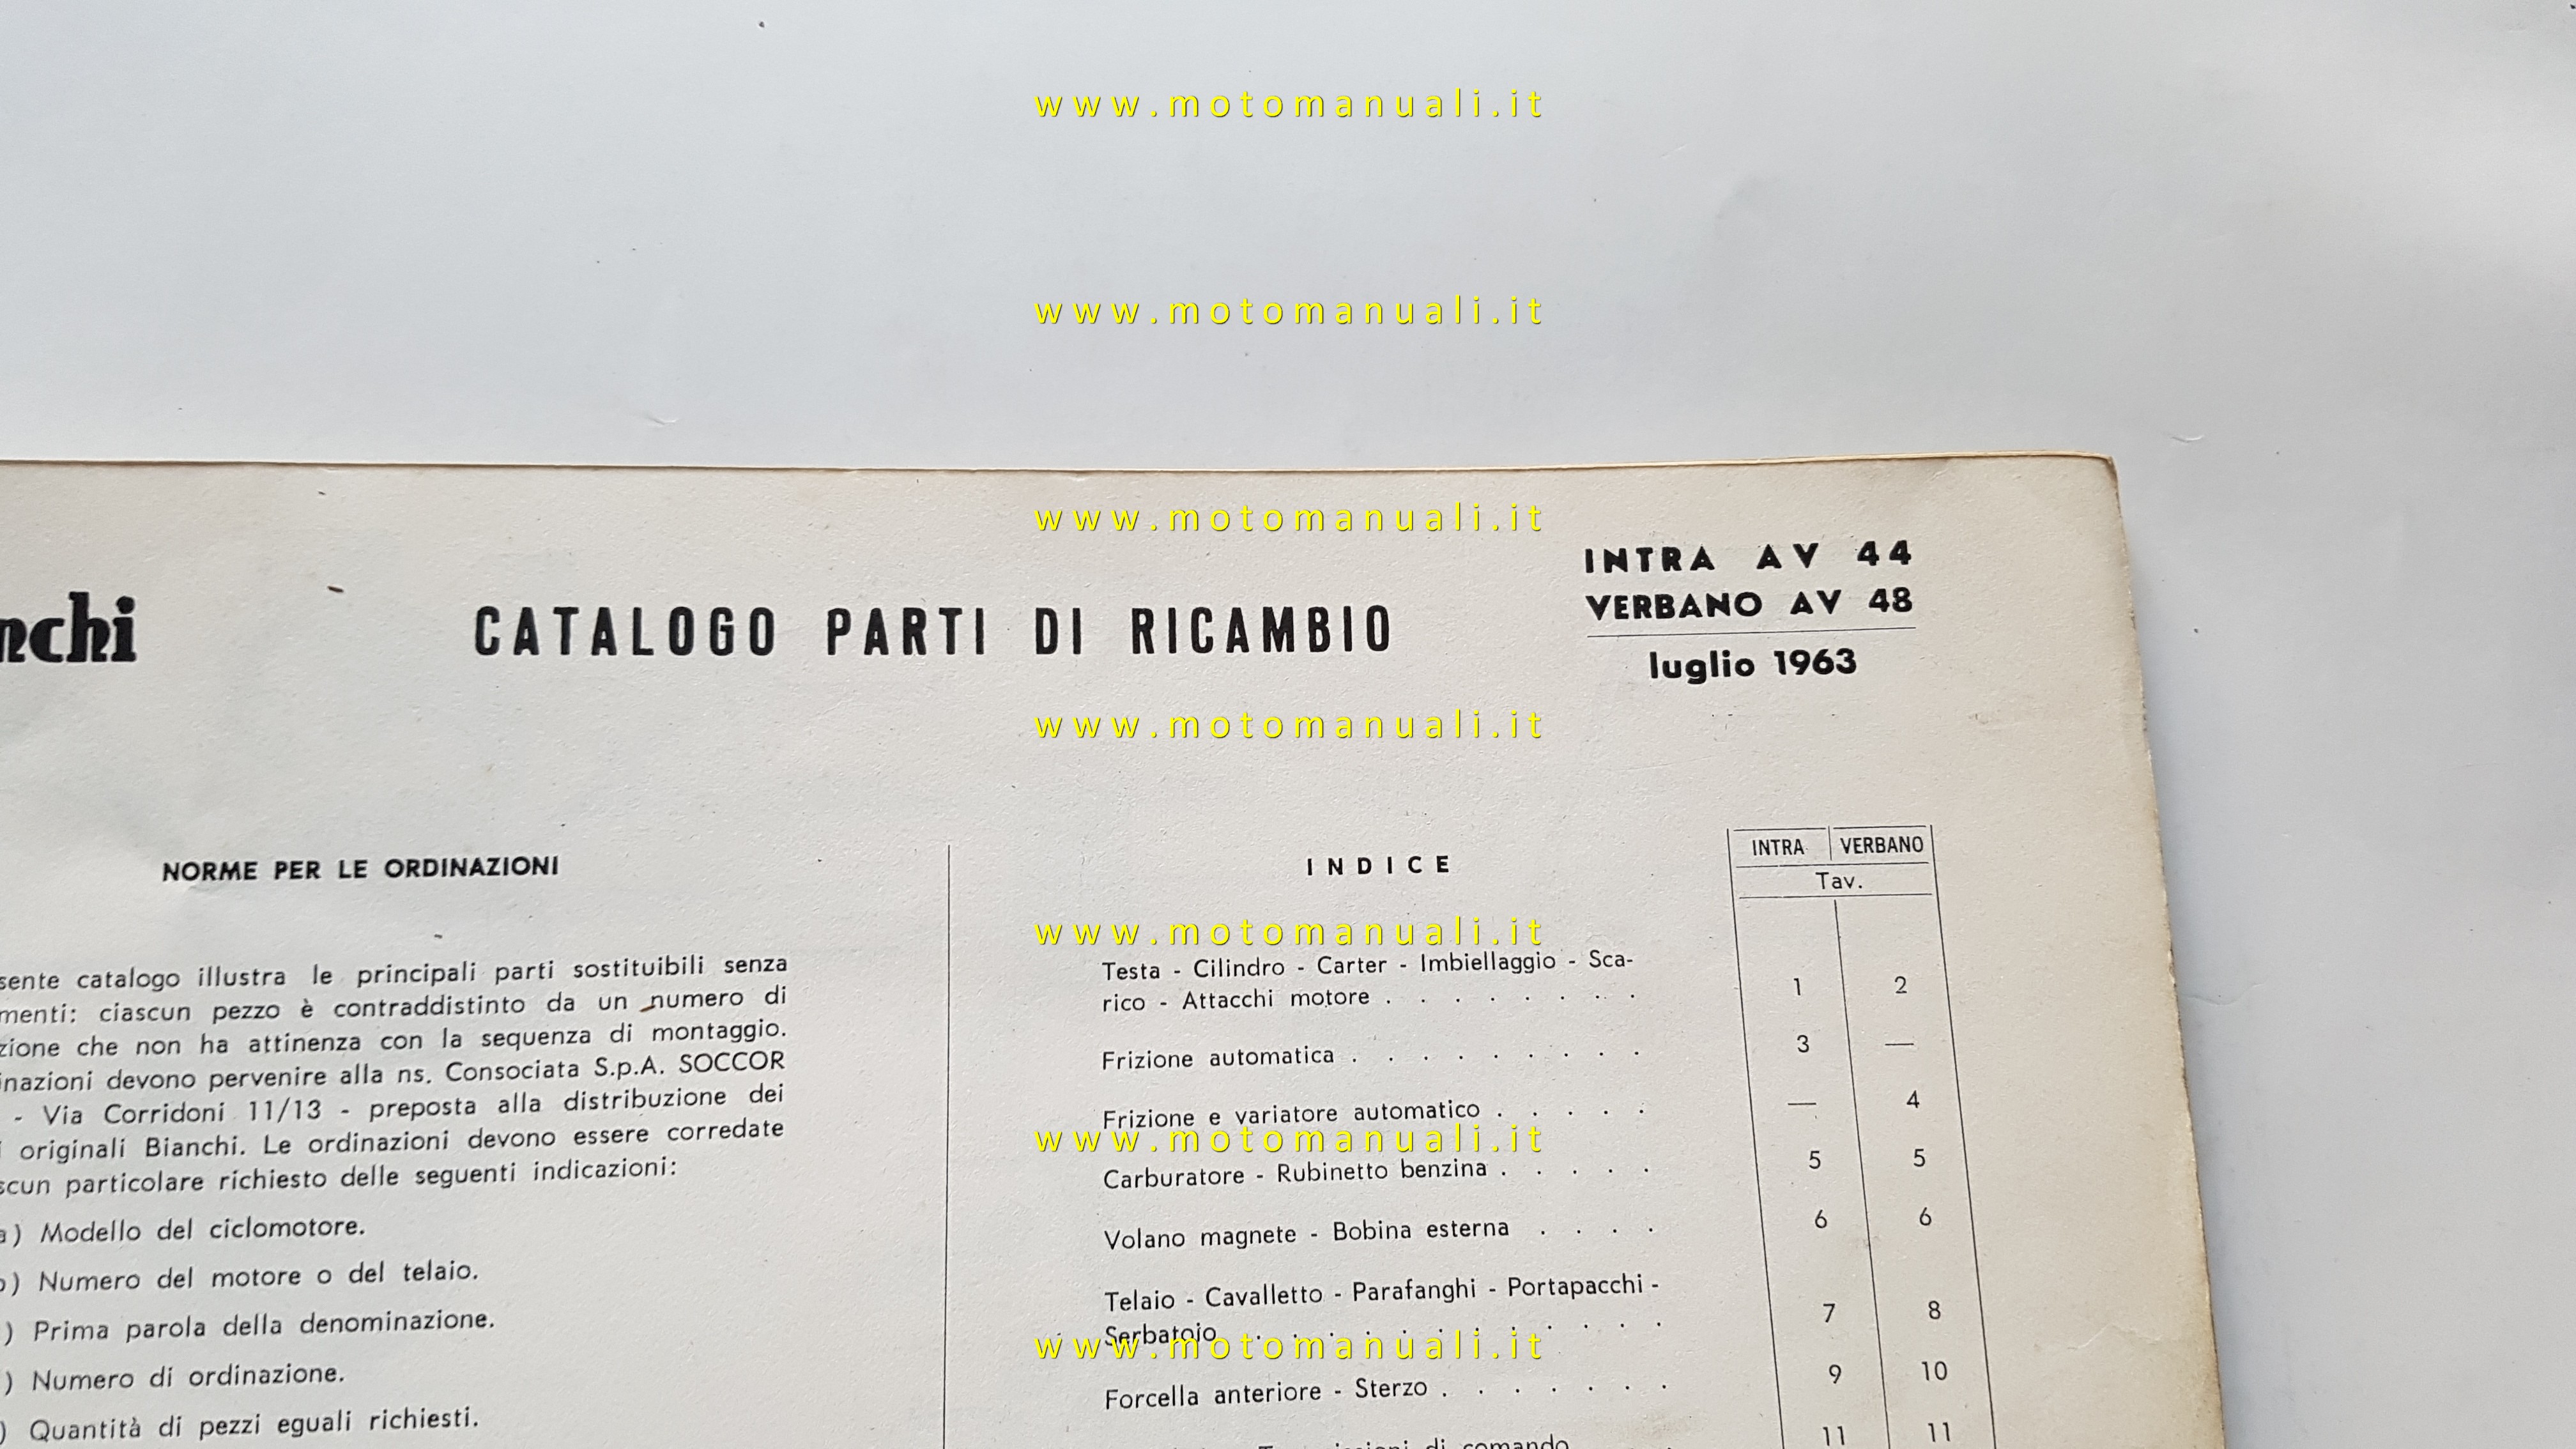 www.motomanuali.it
www.motomanuali.it
www.motomanuali.it
CATALOGO PARTI DI RICAMBIO
INTRA AV 44
VERBANO AV 48
luglio 1963
www.motomanuali.it
NORME PER LE ORDINAZIONI
catalogo illustra le principali parti sostituibili senza
ciascun pezzo è contraddistinto da un numero di
che non ha attinenza con la sequenza di montaggio.
devono pervenire alla ns. Consociata S.p.A. SOCCOR
- Via Corridoni 11/13 - preposta alla distribuzione dei
originali Bianchi. Le ordinazioni devono essere corredate
particolare richiesto delle seguenti indicazioni:
a) Modello del ciclomotore.
b) Numero del motore o del telaio.
) Prima parola della denominazione.
) Numero di ordinazione.
) Quantità di pezzi eguali richiesti.
INDICE
INTRA VERBANO
Tav.
www.motomanuali.it
Testa - Cilindro - Carter - Imbiellaggio - Sca-
rico - Attacchi motore . . . . . . . . 1 2
Frizione automatica . . . . . . . . . 3 —
Frizione e variatore automatico . . . . . — 4
www.motomanuali.it
Carburatore - Rubinetto benzina . . . . . 5 5
Volano magnete - Bobina esterna . . . . 6 6
Telaio - Cavalletto - Parafanghi - Portapacchi -
Serbatoio . . . . . . . . . . . . 7 8
www.motomanuali.it
Forcella anteriore - Sterzo . . . . . . . 9 10
di comando 11 11